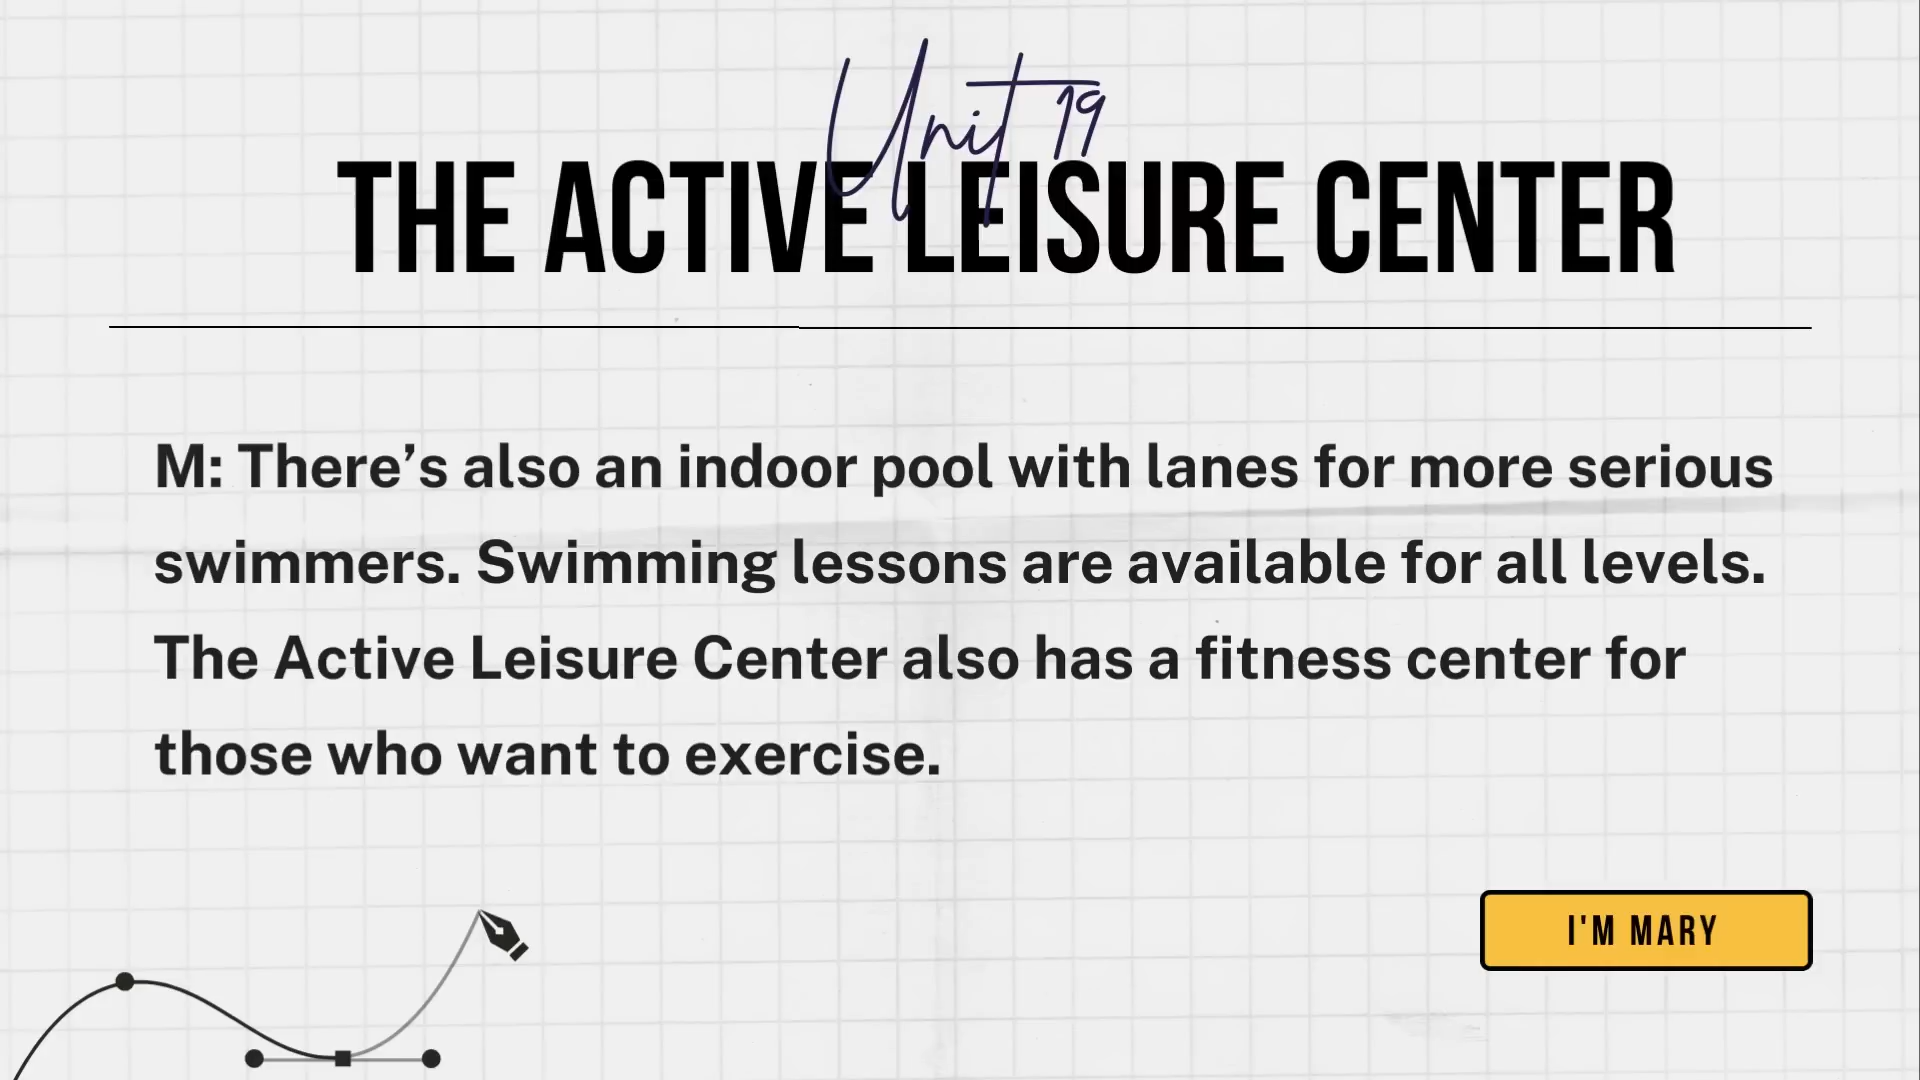 Unit 19
THE ACTIVE LEISURE CENTER
M: There’s also an indoor pool with lanes for more serious
swimmers. Swimming lessons are available for all levels.
The Active Leisure Center also has a fitness center for
those who want to exercise.
I'M MARY